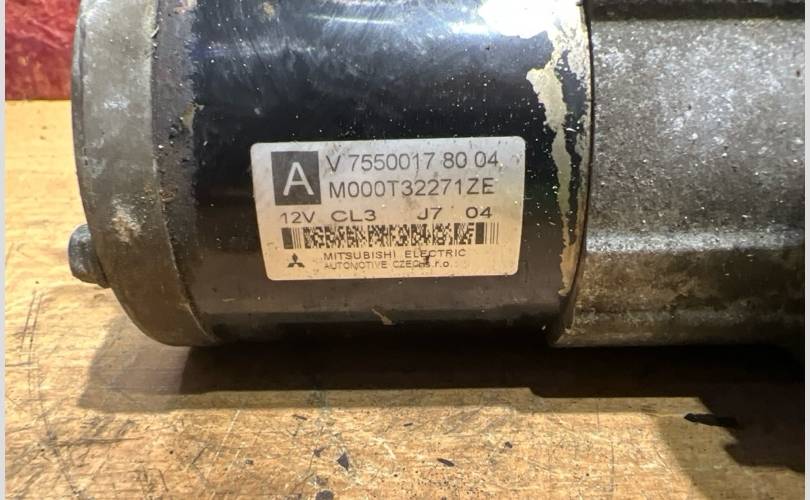 A
V 7550017 80 04
M000T32271ZE
12V CL3 J7 04
MITSUBISHI ELECTRIC
AUTOMOTIVE CZECH s.r.o.